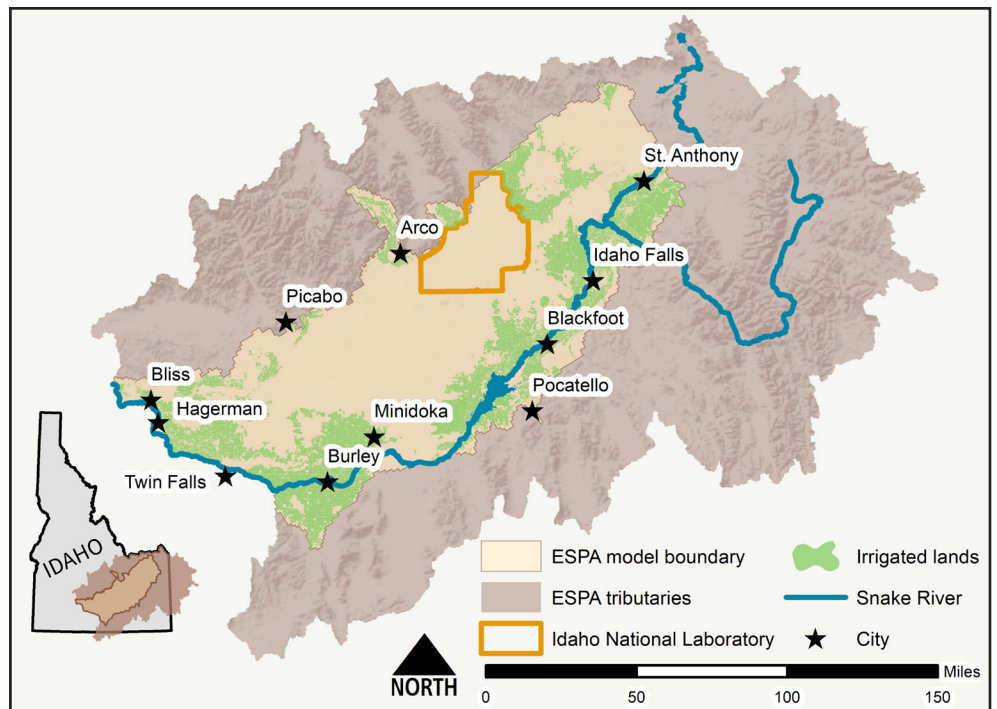 St. Anthony
Arco
Idaho Falls
Picabo
Blackfoot
Bliss
Pocatello
Hagerman
Minidoka
Burley
Twin Falls
IDAHO
ESPA model boundary
Irrigated lands
ESPA tributaries
Snake River
Idaho National Laboratory
City
NORTH
Miles
0 50 100 150